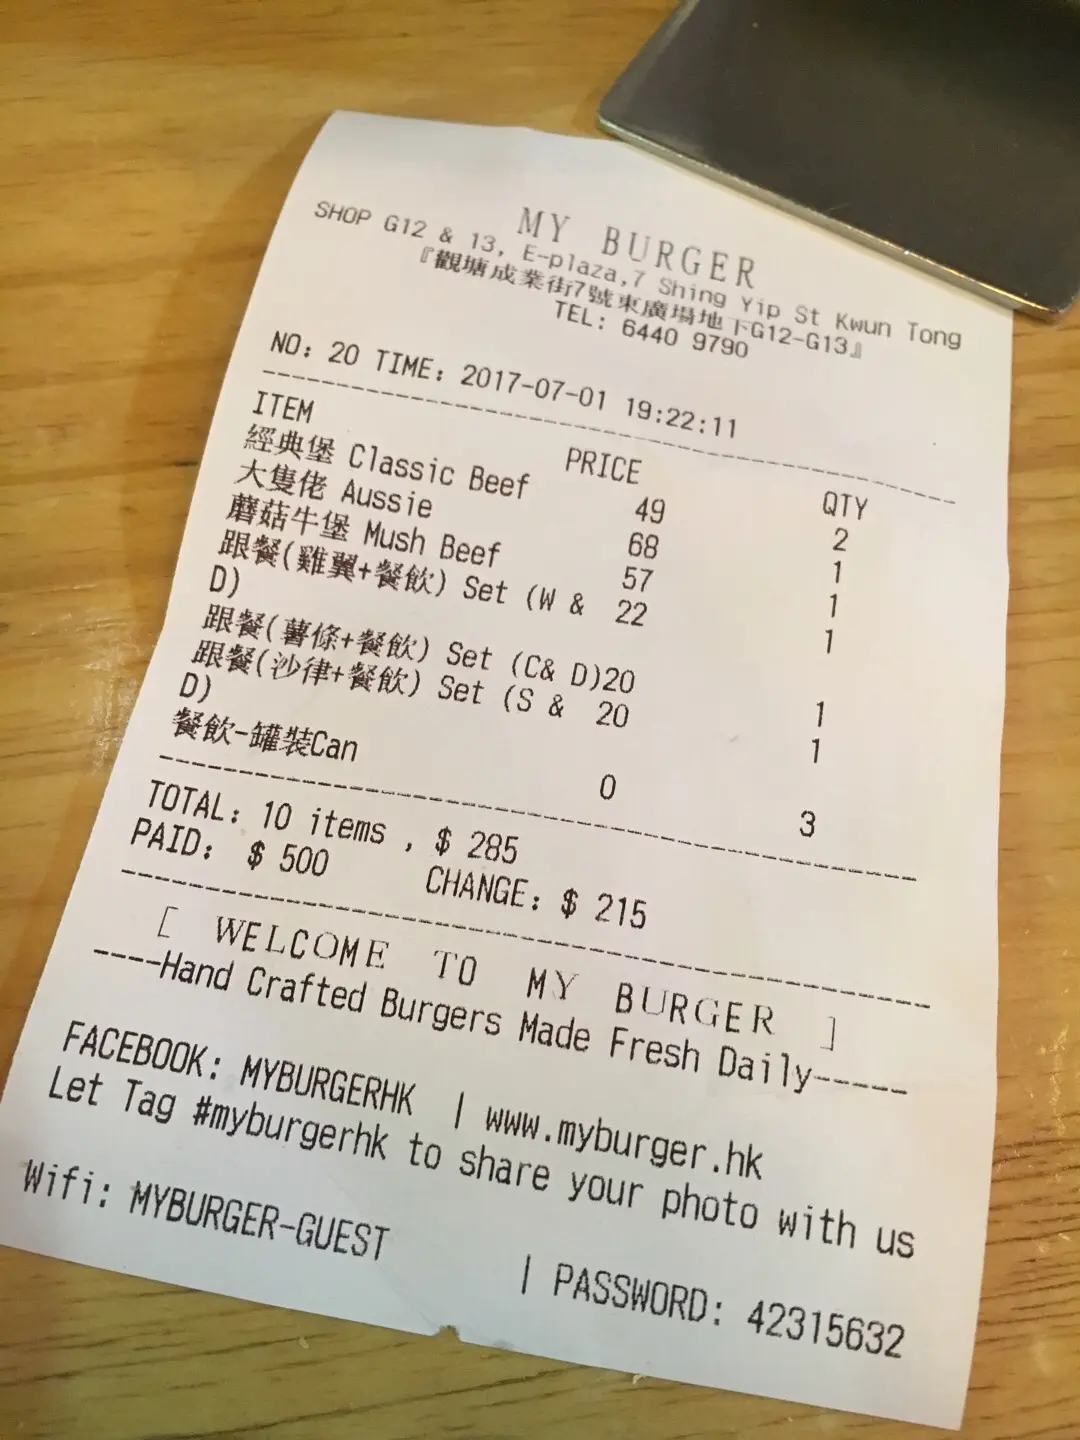 MY BURGER
SHOP G12 & 13, E-plaza,7 Shing Yip St Kwun Tong
『觀塘成業街7號東廣場地下G12-G13』
TEL: 6440 9790
NO: 20 TIME: 2017-07-01 19:22:11
ITEM PRICE QTY
經典堡 Classic Beef 49 2
大隻佬 Aussie 68 1
蘑菇牛堡 Mush Beef 57 1
跟餐(雞翼+餐飲) Set (W & 22 1
D)
跟餐(薯條+餐飲) Set (C& D)20 1
跟餐(沙律+餐飲) Set (S & 20 1
D)
餐飲-罐裝Can 0 3
TOTAL: 10 items , $ 285
PAID: $ 500 CHANGE: $ 215
[ WELCOME TO MY BURGER ]
----Hand Crafted Burgers Made Fresh Daily-----
FACEBOOK: MYBURGERHK | www.myburger.hk
Let Tag #myburgerhk to share your photo with us
Wifi: MYBURGER-GUEST | PASSWORD: 42315632